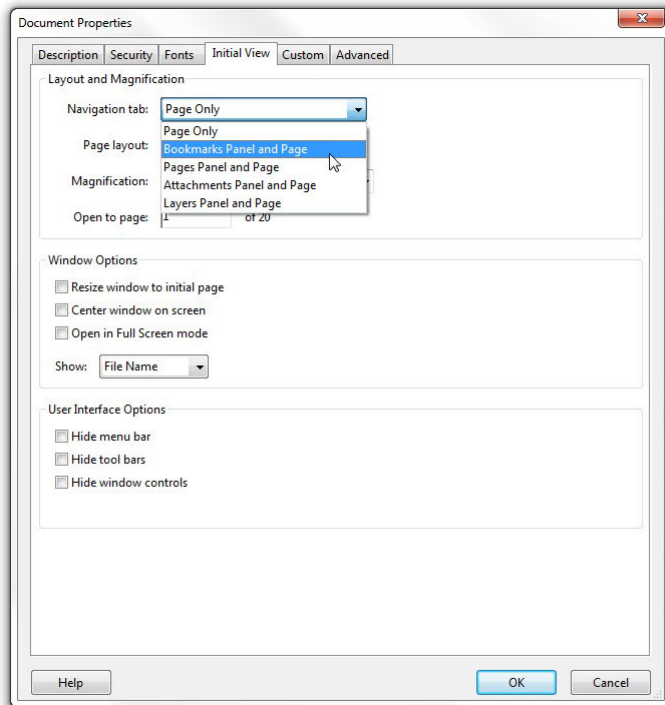 Document Properties
Description Security Fonts Initial View Custom Advanced
Layout and Magnification
Navigation tab: Page Only
Page Only
Page layout:
Bookmarks Panel and Page
Pages Panel and Page
Magnification:
Attachments Panel and Page
Layers Panel and Page
Open to page: 1 of 20
Window Options
Resize window to initial page
Center window on screen
Open in Full Screen mode
Show: File Name
User Interface Options
Hide menu bar
Hide tool bars
Hide window controls
Help OK Cancel